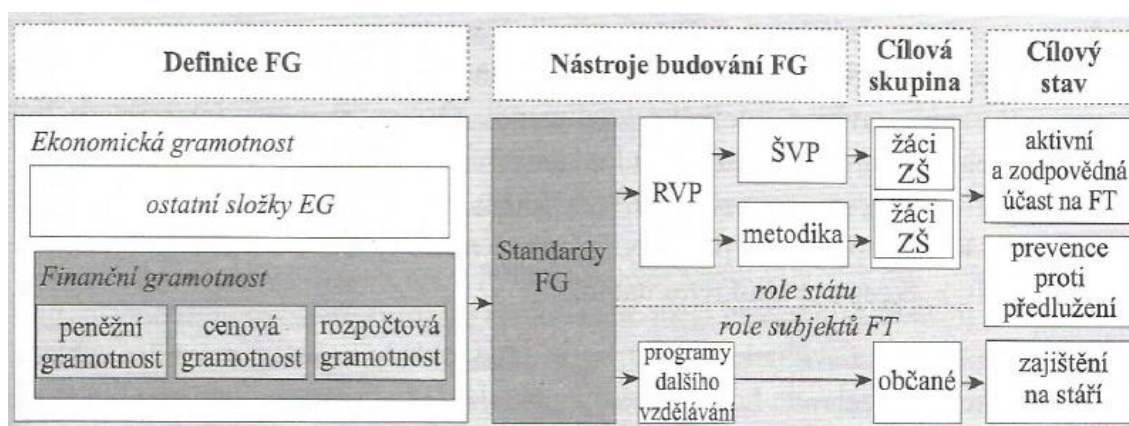 Definice FG
Nástroje budování FG
Cílová
skupina
Cílový
stav
Ekonomická gramotnost
ostatní složky EG
Finanční gramotnost
peněžní
gramotnost
cenová
gramotnost
rozpočtová
gramotnost
Standardy
FG
RVP
ŠVP
metodika
žáci
ZŠ
žáci
ZŠ
role státu
role subjektů FT
programy
dalšího
vzdělávání
občané
aktivní
a zodpovědná
účast na FT
prevence
proti
předlužení
zajištění
na stáří